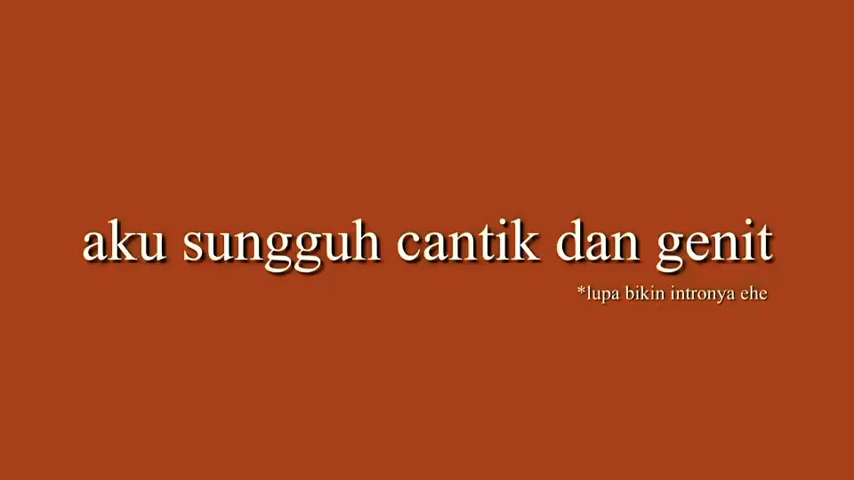 aku sungguh cantik dan genit
*lupa bikin intronya ehe